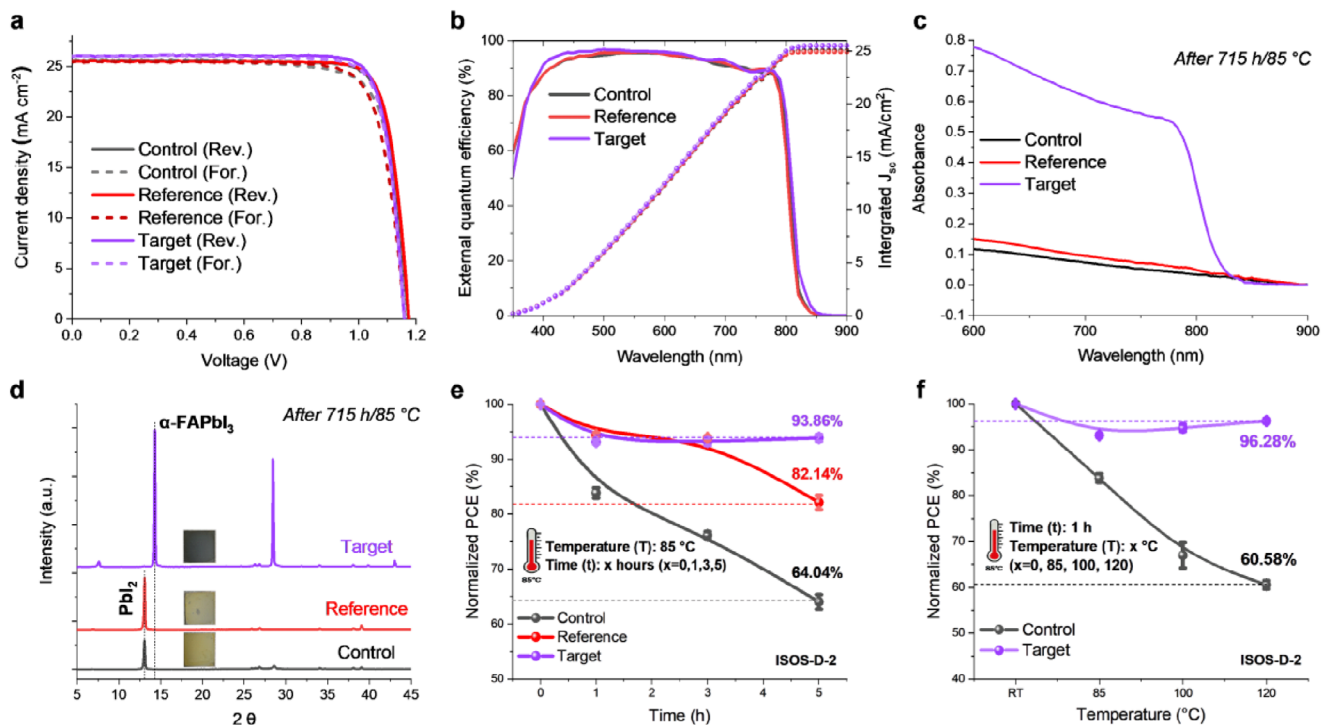 a
Current density (mA cm⁻²)
25
20
15
10
5
0
Control (Rev.)
Control (For.)
Reference (Rev.)
Reference (For.)
Target (Rev.)
Target (For.)
0.0 0.2 0.4 0.6 0.8 1.0 1.2
Voltage (V)
b
External quantum efficiency (%)
100
80
60
40
20
0
Control
Reference
Target
25
20
15
10
5
0
Intergrated Jsc (mA/cm²)
400 500 600 700 800 900
Wavelength (nm)
c
After 715 h/85 °C
Absorbance
0.8
0.7
0.6
0.5
0.4
0.3
0.2
0.1
0.0
-0.1
Control
Reference
Target
600 700 800 900
Wavelength (nm)
d
After 715 h/85 °C
α-FAPbI₃
Intensity (a.u.)
Target
PbI₂
Reference
Control
5 10 15 20 25 30 35 40 45
2 θ
e
Normalized PCE (%)
100
95
90
85
80
75
70
65
60
55
50
93.86%
82.14%
64.04%
85°C
Temperature (T): 85 °C
Time (t): x hours (x=0,1,3,5)
Control
Reference
Target
ISOS-D-2
0 1 2 3 4 5
Time (h)
f
Normalized PCE (%)
100
90
80
70
60
50
40
96.28%
60.58%
85°C
Time (t): 1 h
Temperature (T): x °C
(x=0, 85, 100, 120)
Control
Target
ISOS-D-2
RT 85 100 120
Temperature (°C)